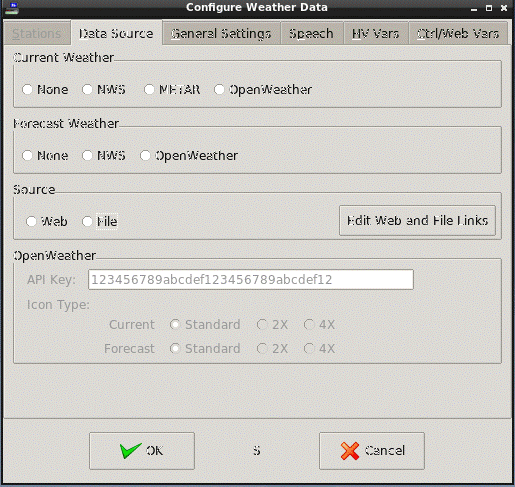 Configure Weather Data
Stations Data Source General Settings Speech NV Vars Ctrl/Web Vars
Current Weather
None NWS METAR OpenWeather
Forecast Weather
None NWS OpenWeather
Source
Web File Edit Web and File Links
OpenWeather
API Key: 123456789abcdef123456789abcdef12
Icon Type:
Current Standard 2X 4X
Forecast Standard 2X 4X
OK S Cancel